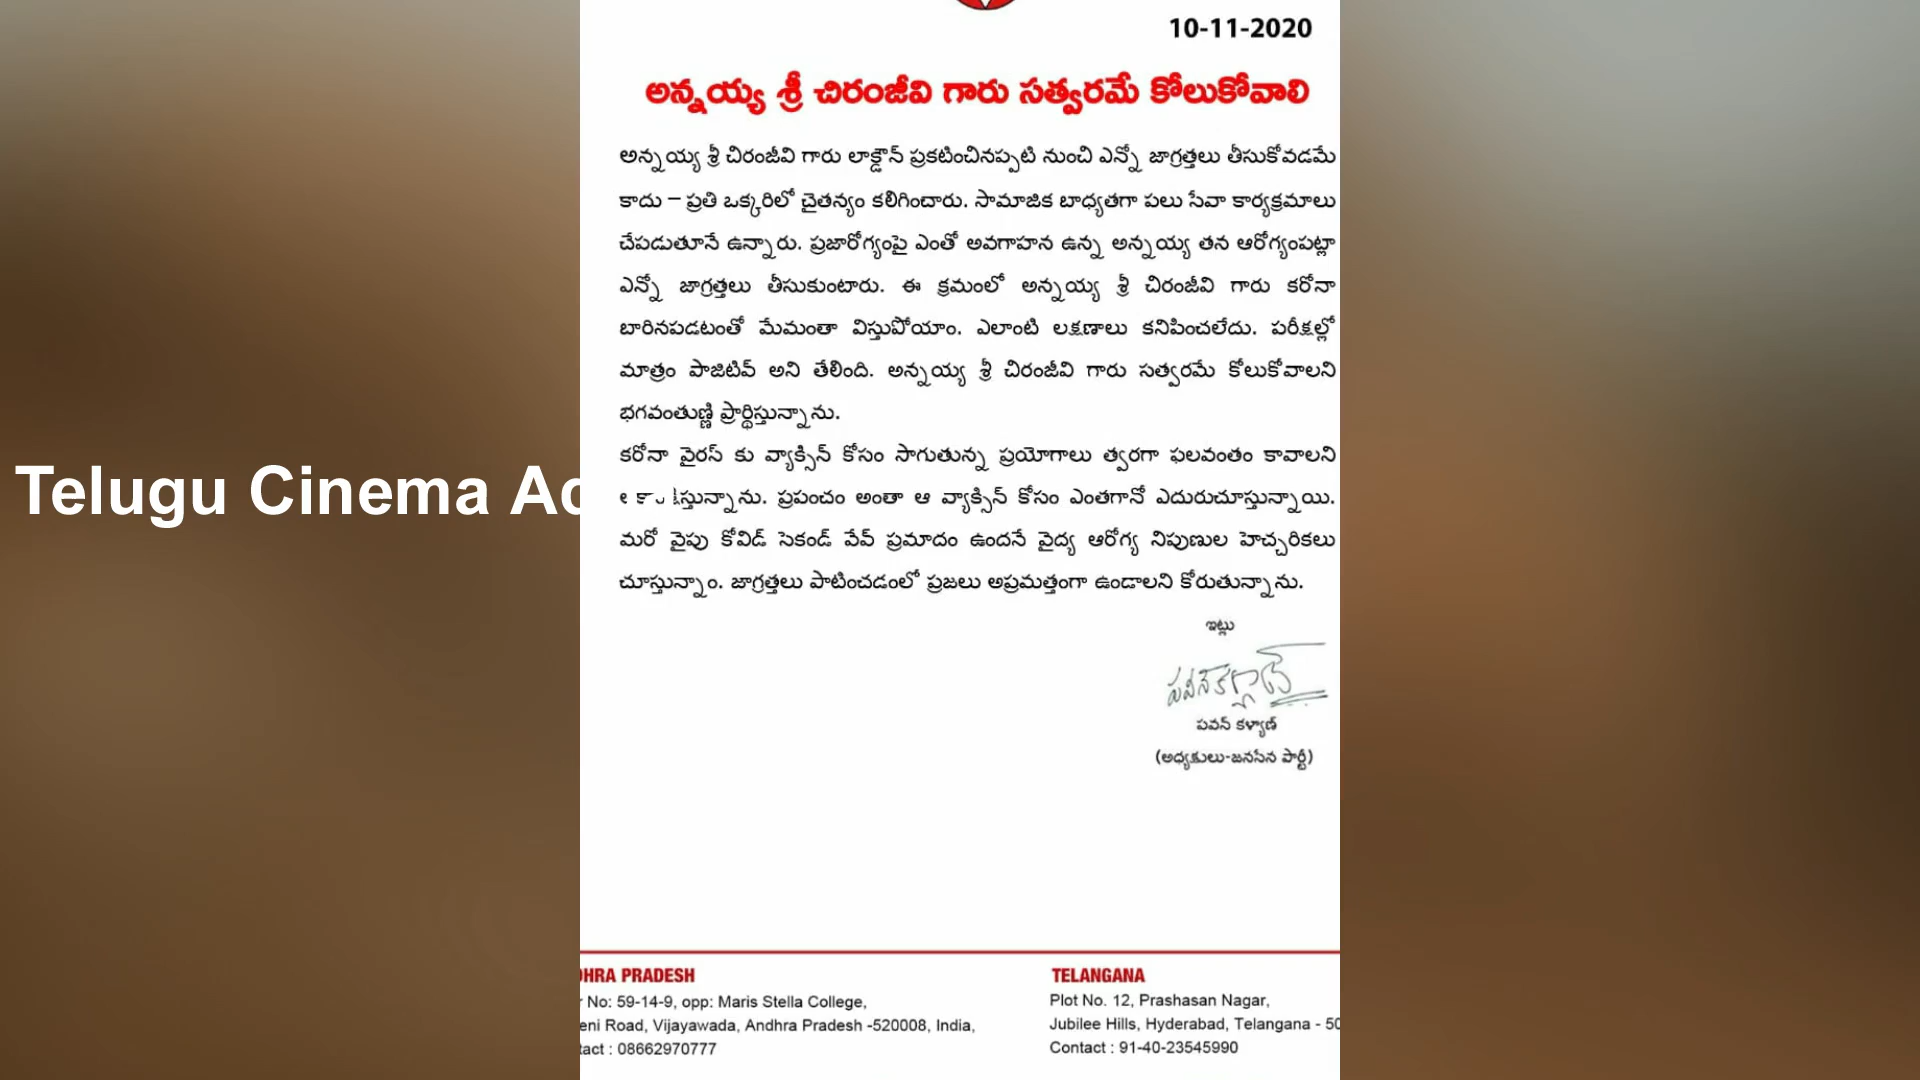 10-11-2020
అన్నయ్య శ్రీ చిరంజీవి గారు సత్వరమే కోలుకోవాలి
అన్నయ్య శ్రీ చిరంజీవి గారు లాక్డౌన్ ప్రకటించినప్పటి నుంచి ఎన్నో జాగ్రత్తలు తీసుకోవడమే
కాదు – ప్రతి ఒక్కరిలో చైతన్యం కలిగించారు. సామాజిక బాధ్యతగా పలు సేవా కార్యక్రమాలు
చేపడుతూనే ఉన్నారు. ప్రజారోగ్యంపై ఎంతో అవగాహన ఉన్న అన్నయ్య తన ఆరోగ్యంపట్లా
ఎన్నో జాగ్రత్తలు తీసుకుంటారు. ఈ క్రమంలో అన్నయ్య శ్రీ చిరంజీవి గారు కరోనా
బారినపడటంతో మేమంతా విస్తుపోయాం. ఎలాంటి లక్షణాలు కనిపించలేదు. పరీక్షల్లో
మాత్రం పాజిటివ్ అని తేలింది. అన్నయ్య శ్రీ చిరంజీవి గారు సత్వరమే కోలుకోవాలని
భగవంతుణ్ణి ప్రార్థిస్తున్నాను.
కరోనా వైరస్ కు వ్యాక్సిన్ కోసం సాగుతున్న ప్రయోగాలు త్వరగా ఫలవంతం కావాలని
ప్రపంచం అంతా ఆ వ్యాక్సిన్ కోసం ఎంతగానో ఎదురుచూస్తున్నాయి.
మరో వైపు కోవిడ్ సెకండ్ వేవ్ ప్రమాదం ఉందనే వైద్య ఆరోగ్య నిపుణుల హెచ్చరికలు
చూస్తున్నాం. జాగ్రత్తలు పాటించడంలో ప్రజలు అప్రమత్తంగా ఉండాలని కోరుతున్నాను.
ఇట్లు
పవన్ కళ్యాణ్
(అధ్యక్షులు-జనసేన పార్టీ)
Telugu Cinema
PRADESH
No: 59-14-9, opp: Maris Stella College,
Road, Vijayawada, Andhra Pradesh -520008, India,
: 08662970777
TELANGANA
Plot No. 12, Prashasan Nagar,
Jubilee Hills, Hyderabad, Telangana -
Contact : 91-40-23545990